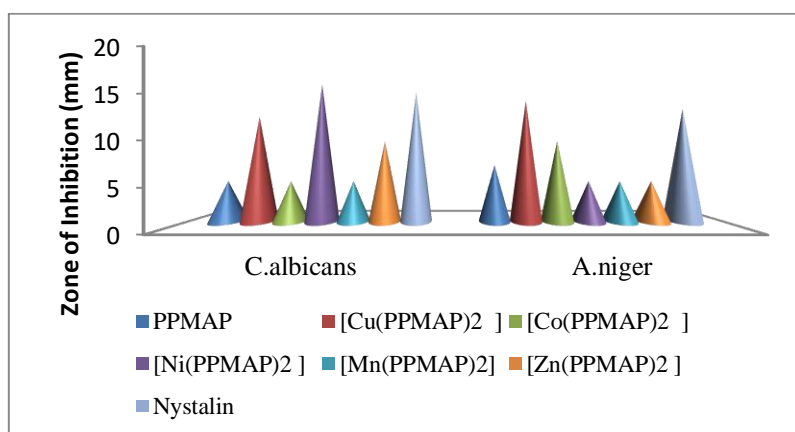 Zone of Inhibition (mm)
20
15
10
5
0
C.albicans A.niger
PPMAP [Cu(PPMAP)2 ] [Co(PPMAP)2 ]
[Ni(PPMAP)2 ] [Mn(PPMAP)2] [Zn(PPMAP)2 ]
Nystalin